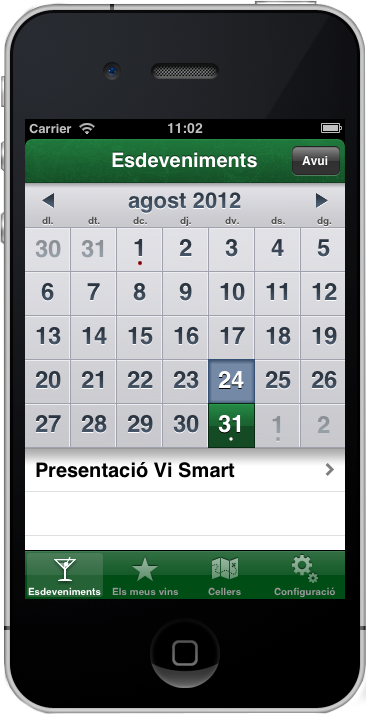 Carrier 11:02
Esdeveniments Avui
agost 2012
dl. dt. dc. dj. dv. ds. dg.
30 31 1 2 3 4 5
6 7 8 9 10 11 12
13 14 15 16 17 18 19
20 21 22 23 24 25 26
27 28 29 30 31 1 2
Presentació Vi Smart
Esdeveniments Els meus vins Cellers Configuració